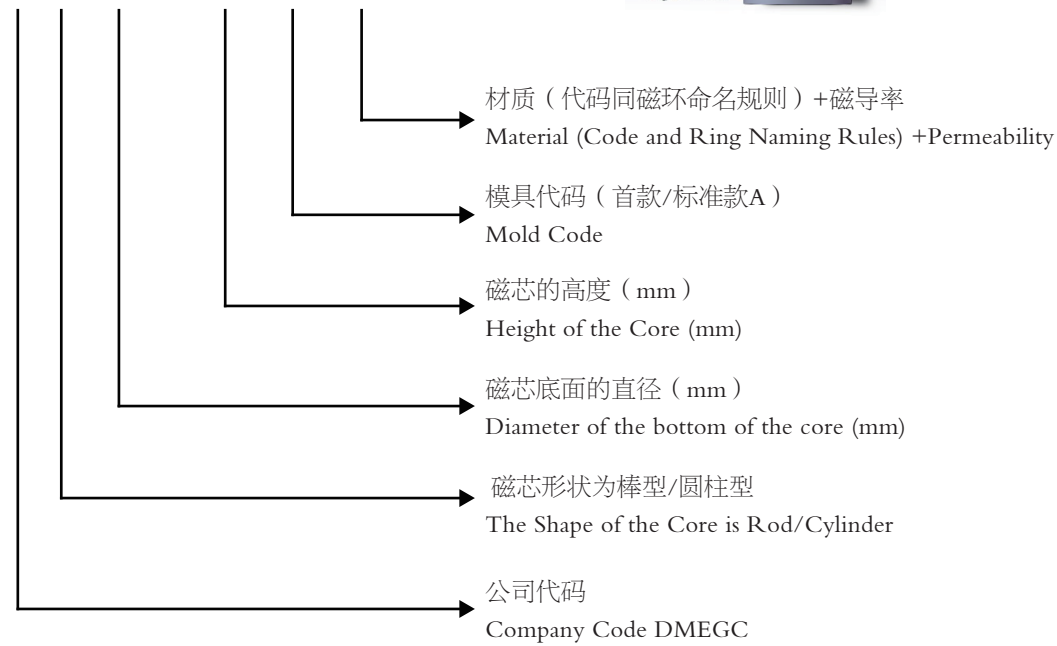 材质（代码同磁环命名规则）+磁导率
Material (Code and Ring Naming Rules) +Permeability
模具代码（首款/标准款A）
Mold Code
磁芯的高度（mm）
Height of the Core (mm)
磁芯底面的直径（mm）
Diameter of the bottom of the core (mm)
磁芯形状为棒型/圆柱型
The Shape of the Core is Rod/Cylinder
公司代码
Company Code DMEGC